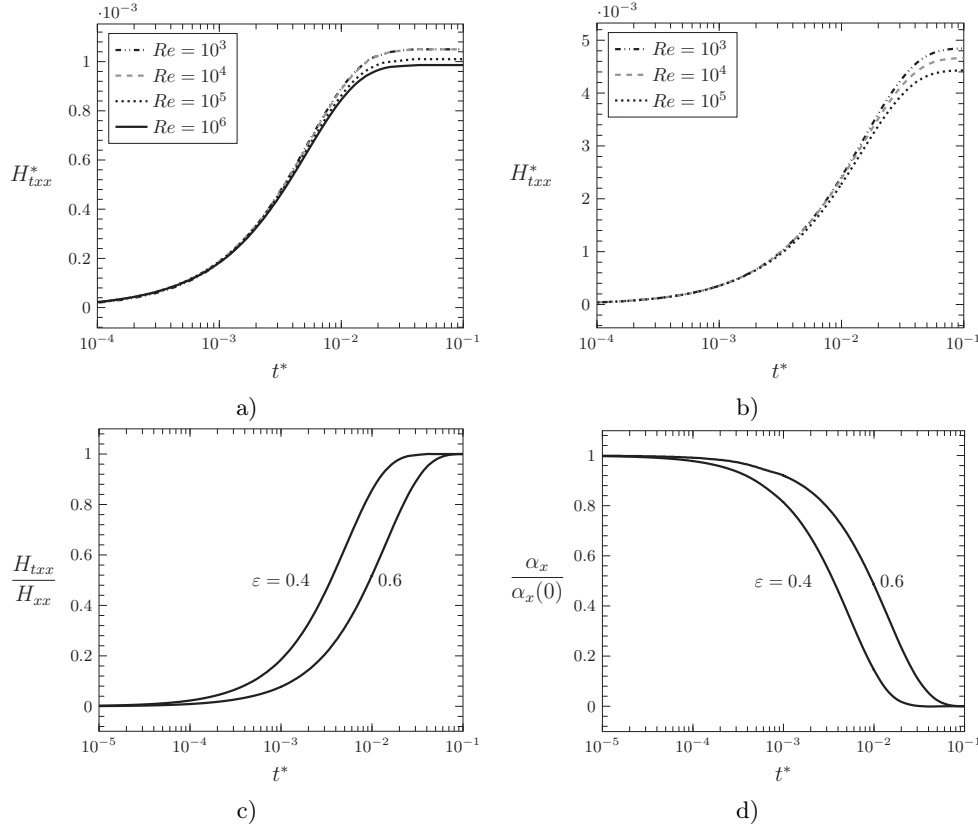 ·10⁻³
1
0.8
0.6
0.4
0.2
0
H*ₜₓₓ
Re = 10³
Re = 10⁴
Re = 10⁵
Re = 10⁶
10⁻⁴ 10⁻³ 10⁻² 10⁻¹
t*
a)
·10⁻³
5
4
3
2
1
0
H*ₜₓₓ
Re = 10³
Re = 10⁴
Re = 10⁵
10⁻⁴ 10⁻³ 10⁻² 10⁻¹
t*
b)
1
0.8
0.6
0.4
0.2
0
Hₜₓₓ
Hₓₓ
ε = 0.4 0.6
10⁻⁵ 10⁻⁴ 10⁻³ 10⁻² 10⁻¹
t*
c)
1
0.8
0.6
0.4
0.2
0
αₓ
αₓ(0)
ε = 0.4 0.6
10⁻⁵ 10⁻⁴ 10⁻³ 10⁻² 10⁻¹
t*
d)